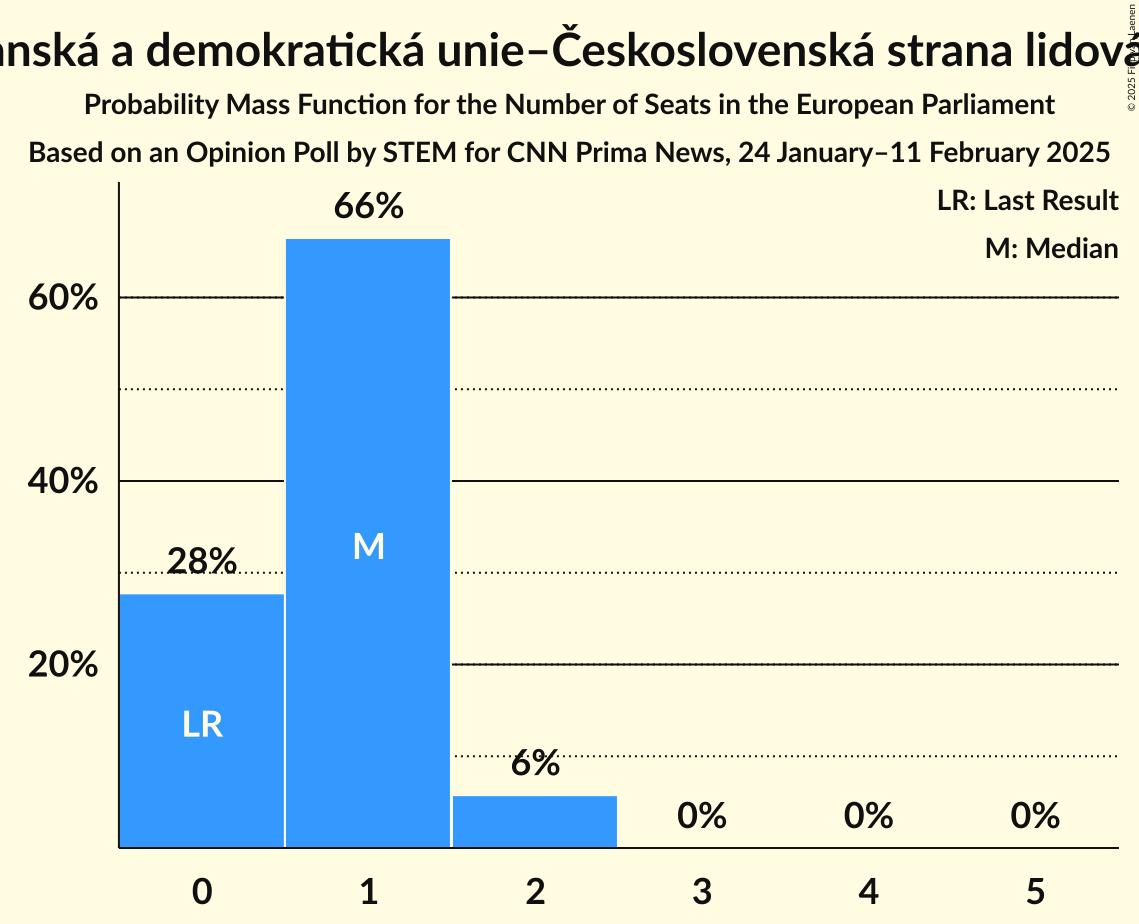 nská a demokratická unie–Československá strana lidov
Probability Mass Function for the Number of Seats in the European Parliament
Based on an Opinion Poll by STEM for CNN Prima News, 24 January–11 February 2025
LR: Last Result
M: Median
66%
60%
40%
28%
M
20%
LR
6%
0%
0%
0%
0
1
2
3
4
5
© 2025 Laenen